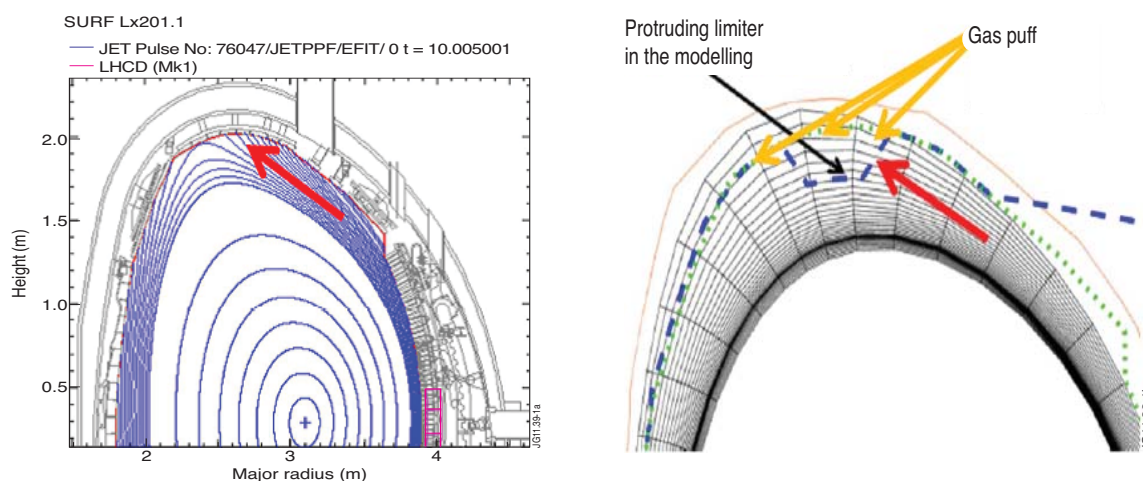 SURF Lx201.1
JET Pulse No: 76047/JETPPF/EFIT/ 0 t = 10.005001
LHCD (Mk1)
2.0
1.5
1.0
0.5
Height (m)
2
3
4
Major radius (m)
JG11.39-1a
Protruding limiter
in the modelling
Gas puff